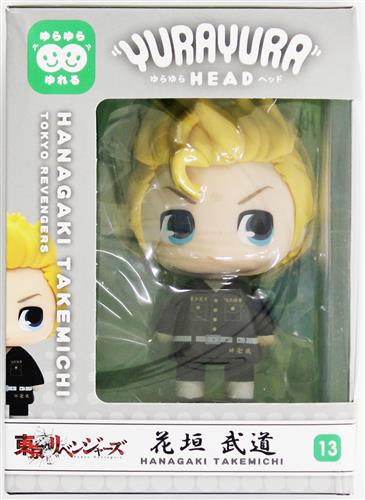 ゆらゆら
ゆれる
"YURAYURA"
ゆらゆら HEAD ヘッド
HANAGAKI TAKEMICHI
TOKYO REVENGERS
東京リベンジャーズ
花垣 武道
HANAGAKI TAKEMICHI
13